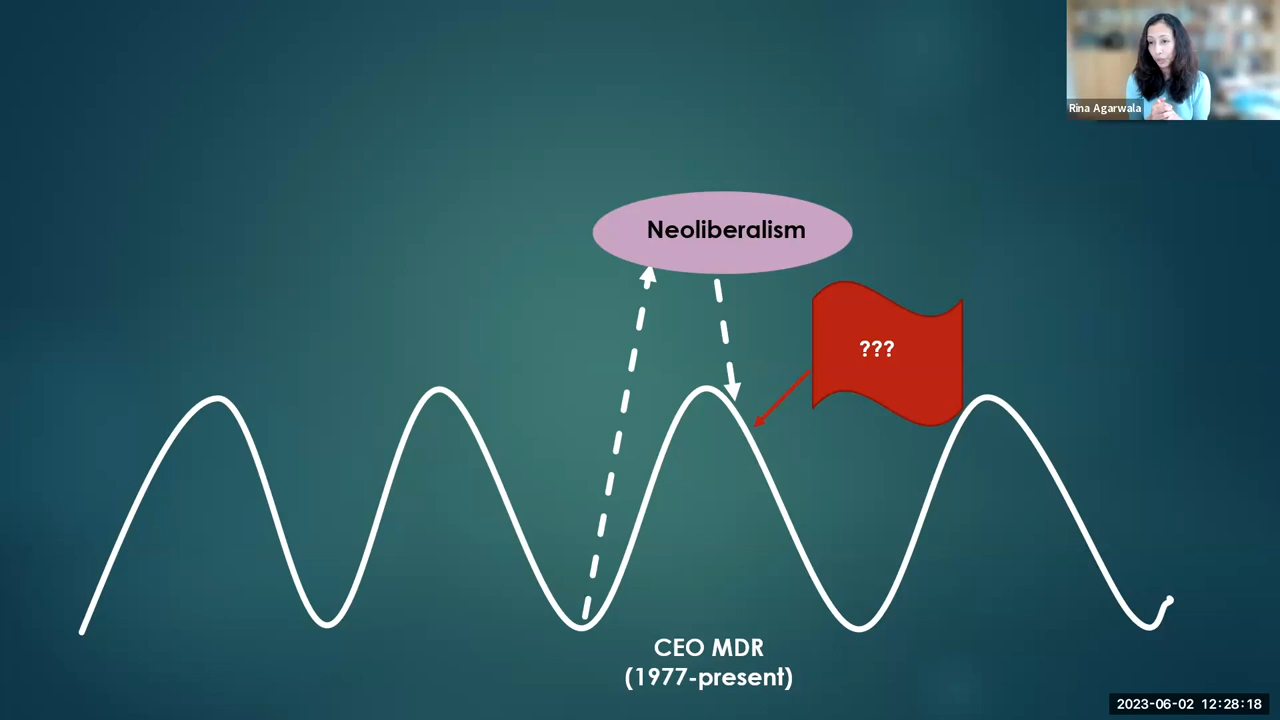 Rina Agarwala
Neoliberalism
???
CEO MDR
(1977-present)
2023-06-02 12:28:18